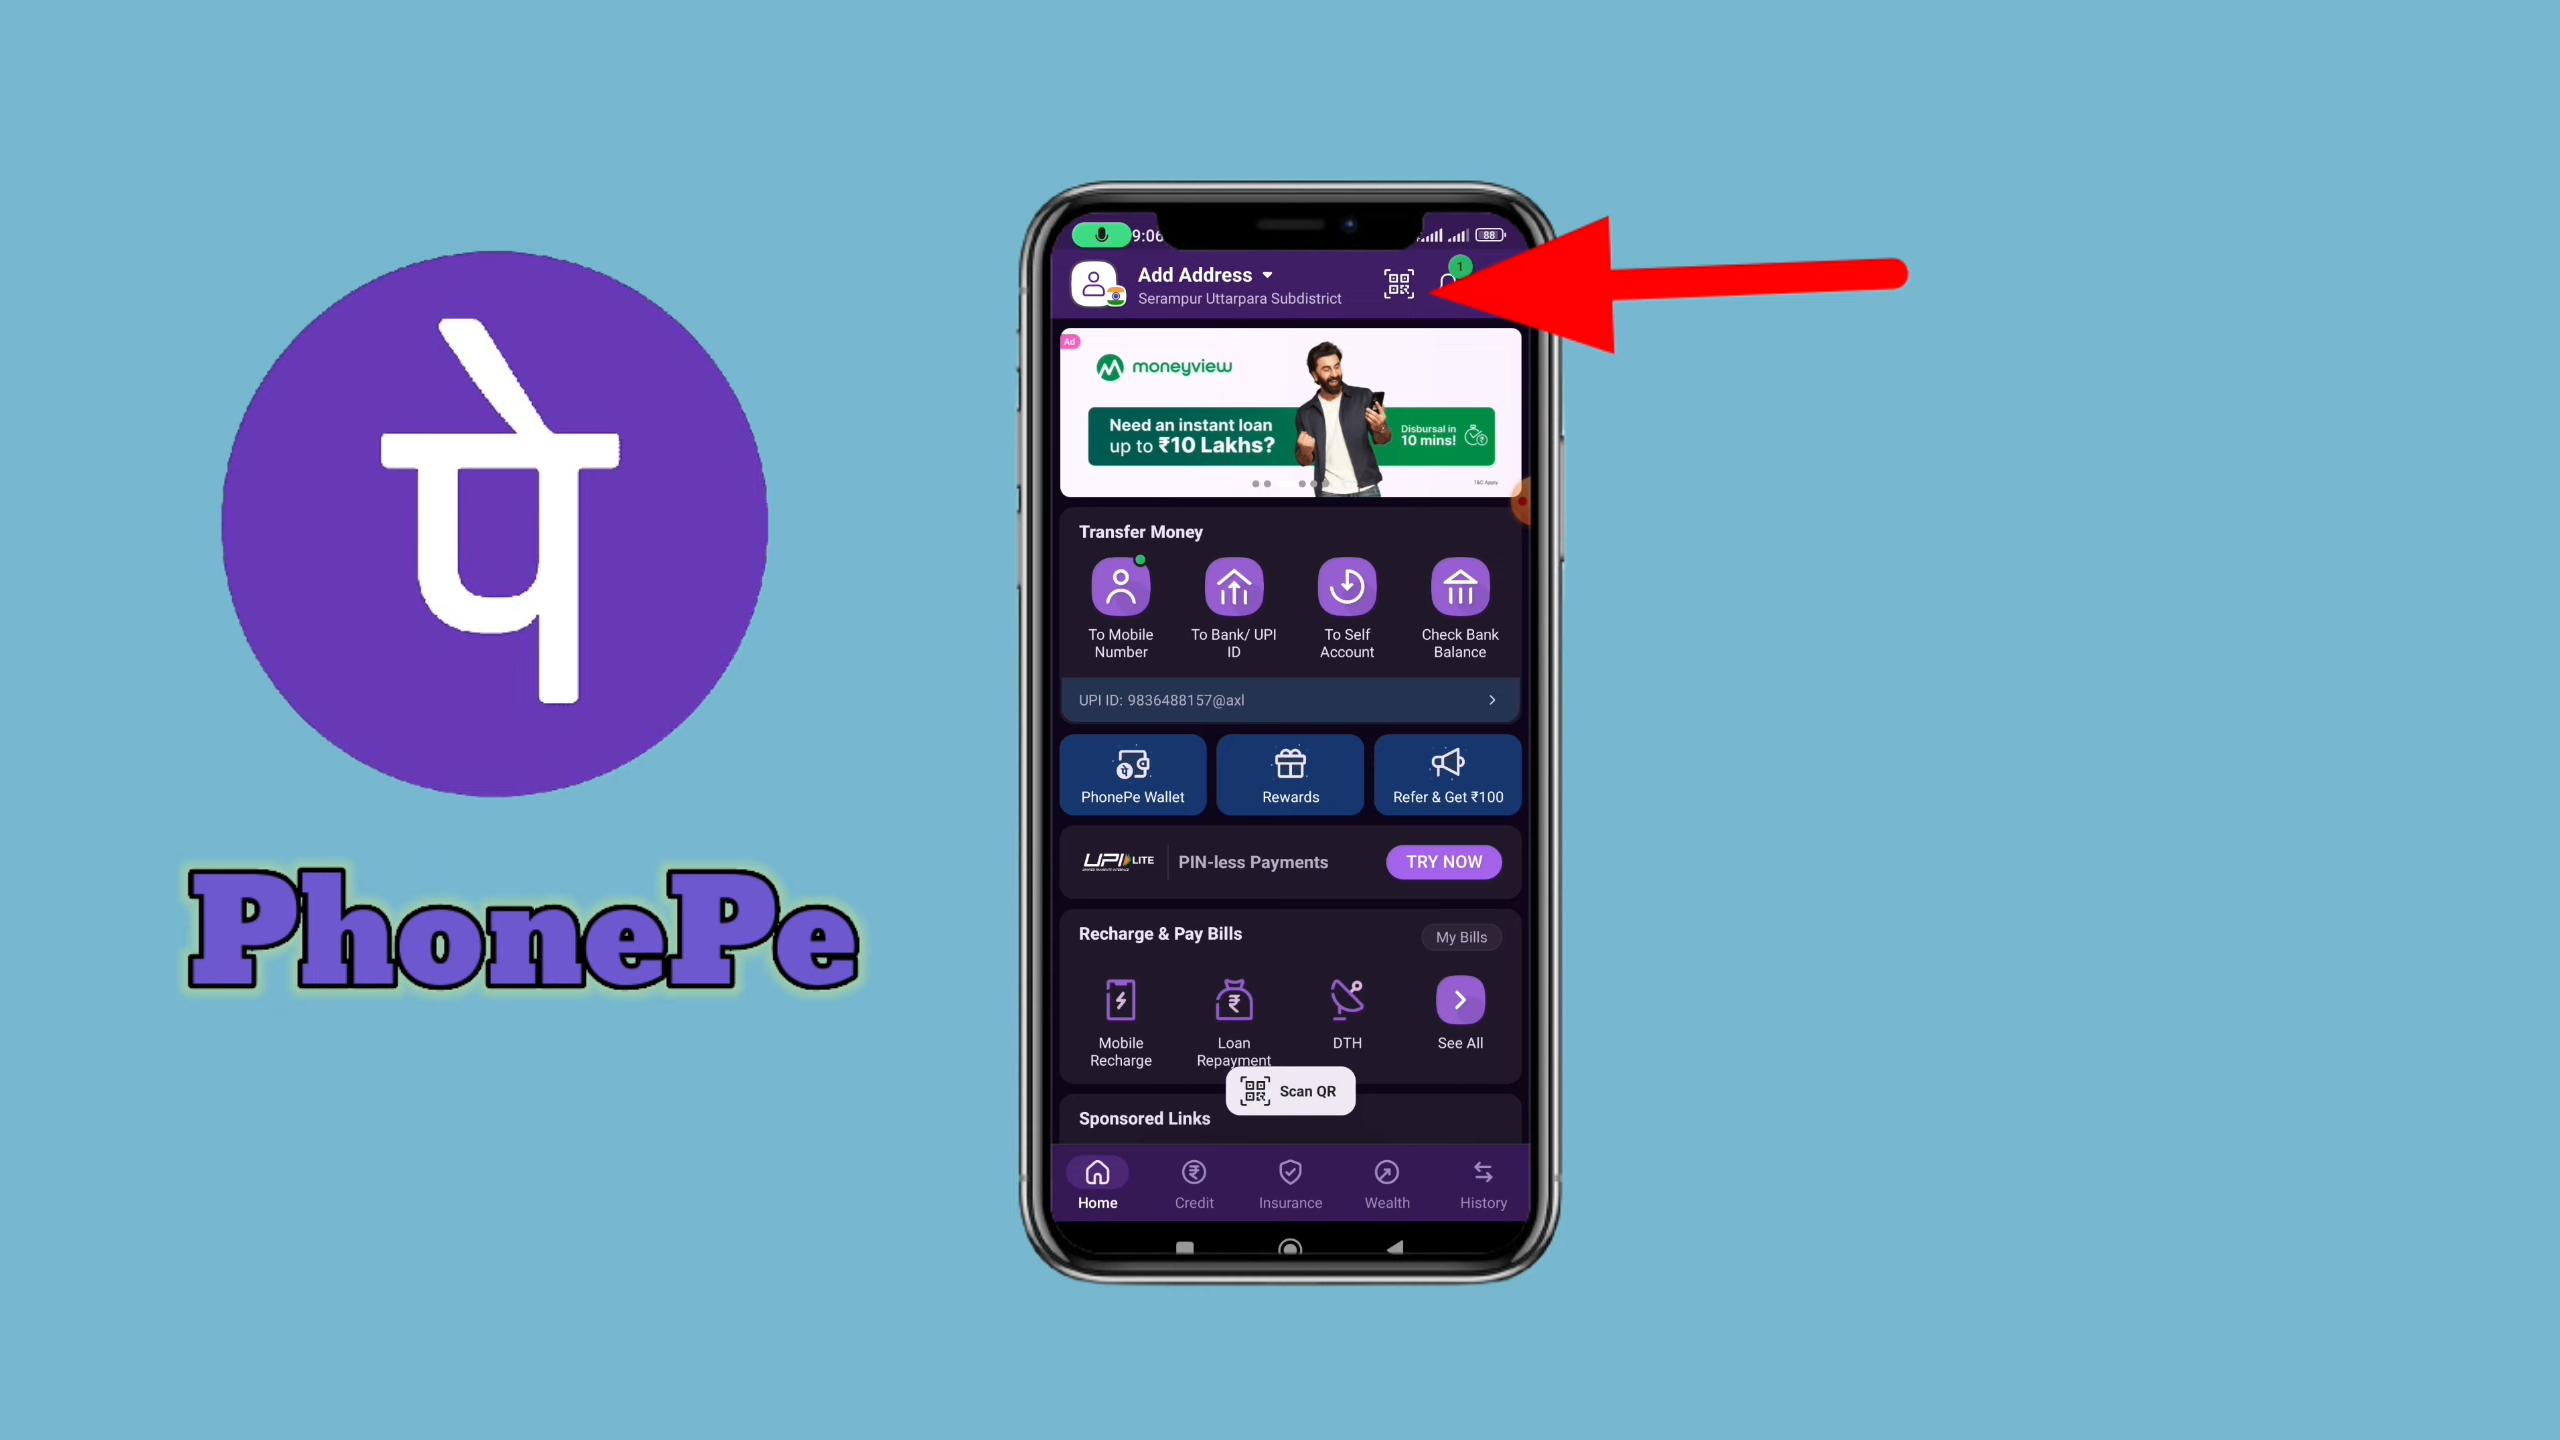 पे
PhonePe
9:06
88
Add Address
Serampur Uttarpara Subdistrict
1
Ad
moneyview
Need an instant loan
up to ₹10 Lakhs?
Disbursal in
10 mins!
T&C Apply
Transfer Money
To Mobile
Number
To Bank/ UPI
ID
To Self
Account
Check Bank
Balance
UPI ID: 9836488157@axl
PhonePe Wallet
Rewards
Refer & Get ₹100
UPI LITE
PIN-less Payments
TRY NOW
Recharge & Pay Bills
My Bills
Mobile
Recharge
Loan
Repayment
DTH
See All
Scan QR
Sponsored Links
Home
Credit
Insurance
Wealth
History